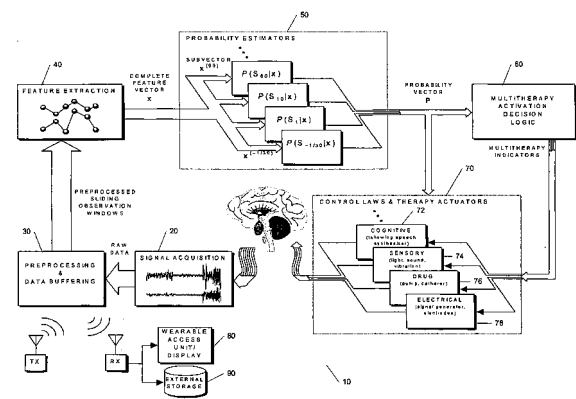 50
PROBABILITY ESTIMATORS
40
FEATURE EXTRACTION
COMPLETE
FEATURE
VECTOR
X
SUBVECTOR
P(S60|x)
P(S10|x)
P(S1|x)
P(S-1/30|x)
PROBABILITY
VECTOR
P
60
MULTITHERAPY
ACTIVATION
DECISION
LOGIC
MULTITHERAPY
INDICATORS
70
CONTROL LAWS & THERAPY ACTUATORS
72
COGNITIVE
SENSORY
(light, sound,
vibration)
74
DRUG
(pump, catheter)
76
ELECTRICAL
(signal generator,
electrodes)
78
PREPROCESSED
SLIDING
OBSERVATION
WINDOWS
30
PREPROCESSING
&
DATA BUFFERING
RAW
DATA
20
SIGNAL ACQUISITION
TX
RX
WEARABLE
ACCESS
UNIT/
DISPLAY
80
EXTERNAL
STORAGE
90
10